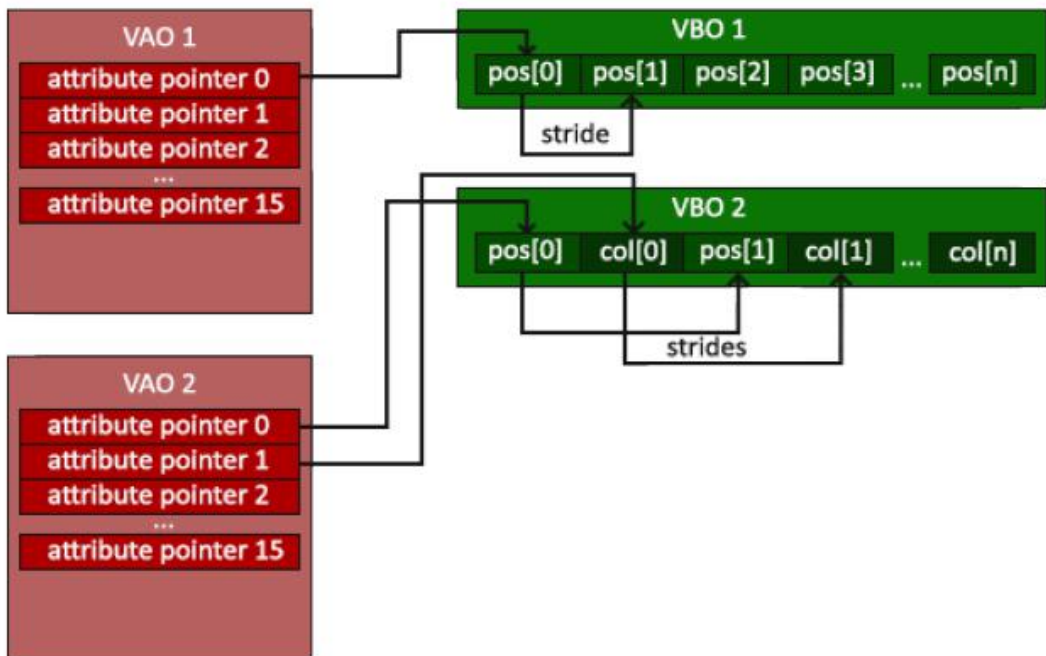 VAO 1
attribute pointer 0
attribute pointer 1
attribute pointer 2
...
attribute pointer 15
VBO 1
pos[0] pos[1] pos[2] pos[3] ... pos[n]
stride
VBO 2
pos[0] col[0] pos[1] col[1] ... col[n]
strides
VAO 2
attribute pointer 0
attribute pointer 1
attribute pointer 2
...
attribute pointer 15